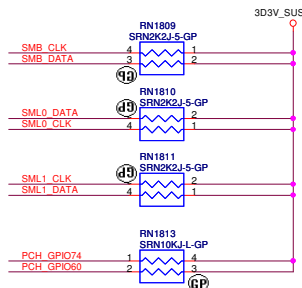 3D3V_SUS
RN1809
SRN2K2J-5-GP
SMB_CLK 4 1
SMB_DATA 3 2
GP
RN1810
SRN2K2J-5-GP
GP
SML0_DATA 3 2
SML0_CLK 4 1
RN1811
SRN2K2J-5-GP
GP
SML1_CLK 3 2
SML1_DATA 4 1
RN1813
SRN10KJ-L-GP
PCH_GPIO74 1 4
PCH_GPIO60 2 3
GP